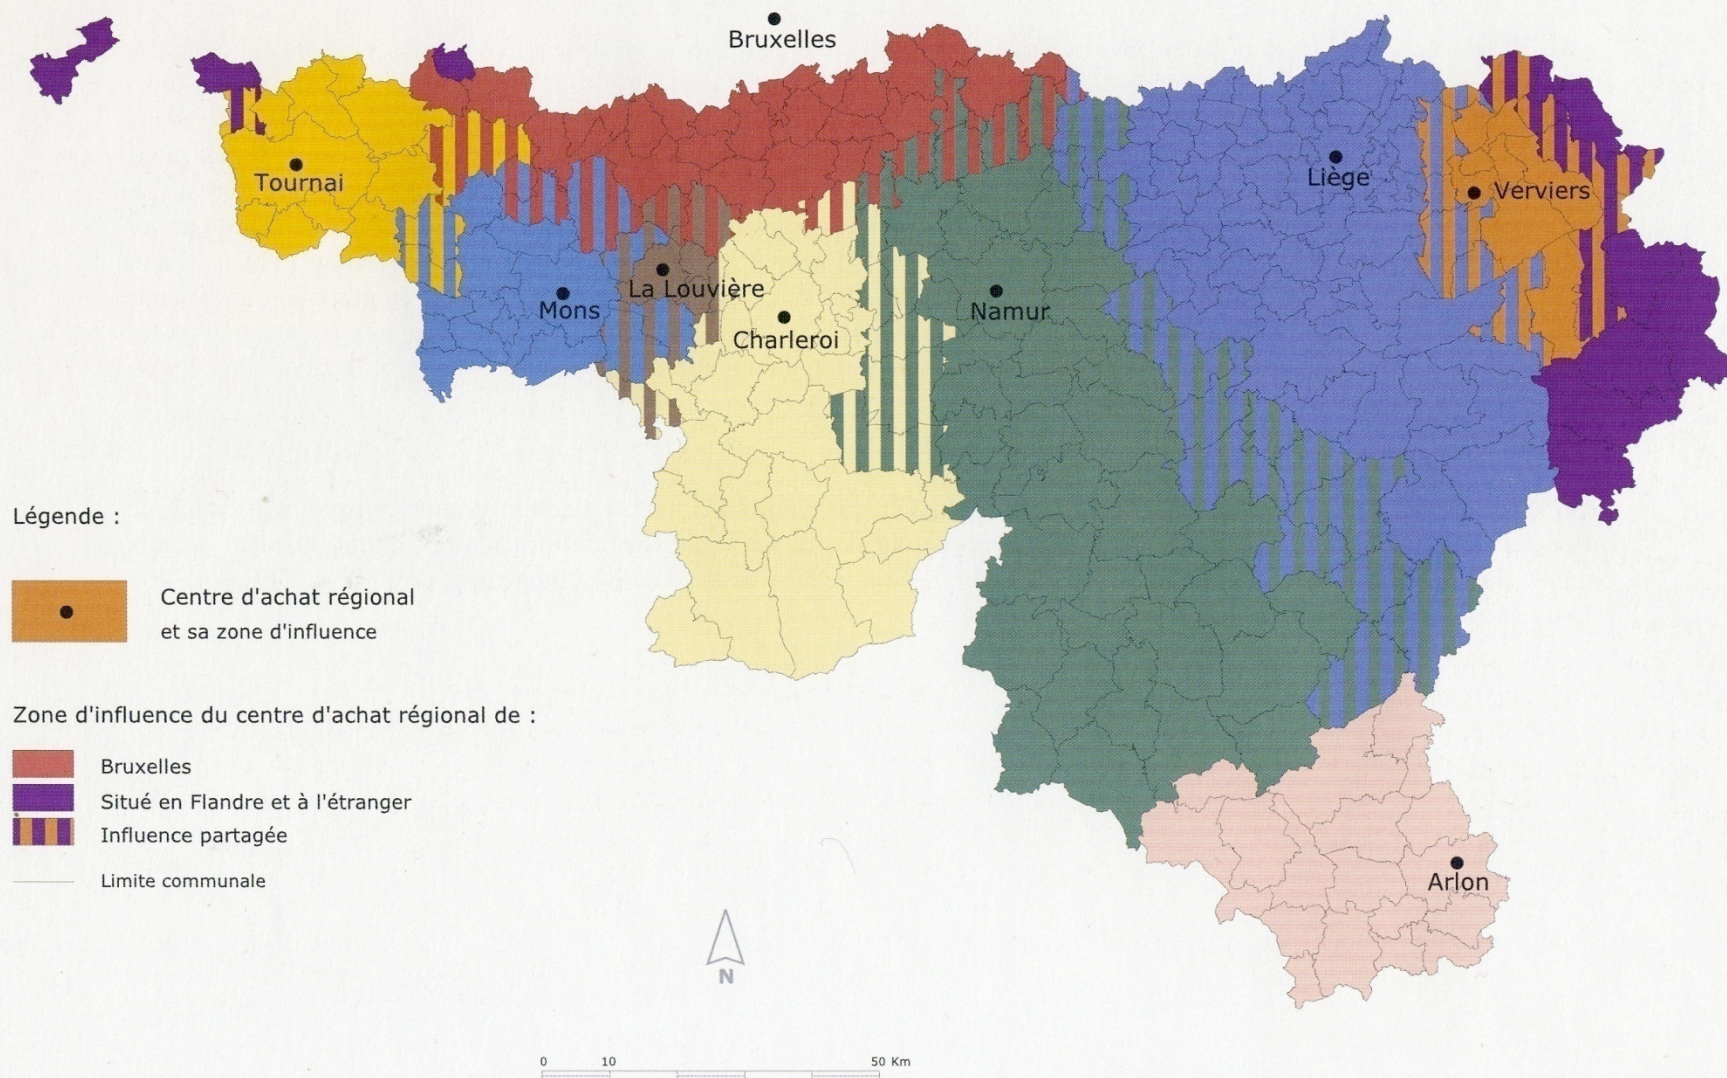 Bruxelles
Tournai
Liège
Verviers
La Louvière
Mons
Namur
Charleroi
Arlon
Légende :
Centre d'achat régional
et sa zone d'influence
Zone d'influence du centre d'achat régional de :
Bruxelles
Situé en Flandre et à l'étranger
Influence partagée
Limite communale
N
0 10 50 Km